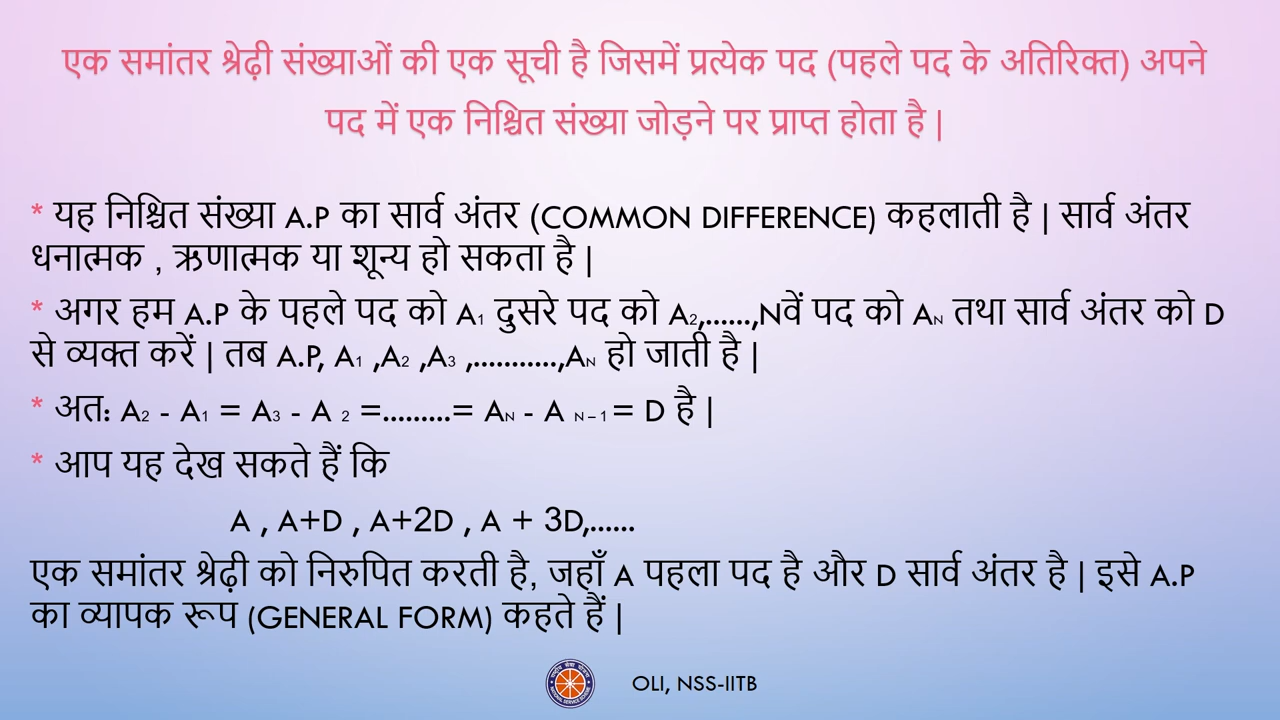 एक समांतर श्रेढ़ी संख्याओं की एक सूची है जिसमें प्रत्येक पद (पहले पद के अतिरिक्त) अपने
पद में एक निश्चित संख्या जोड़ने पर प्राप्त होता है |
* यह निश्चित संख्या A.P का सार्व अंतर (COMMON DIFFERENCE) कहलाती है | सार्व अंतर
धनात्मक , ऋणात्मक या शून्य हो सकता है |
* अगर हम A.P के पहले पद को A₁ दुसरे पद को A₂,......,Nवें पद को Aɴ तथा सार्व अंतर को D
से व्यक्त करें | तब A.P, A₁ ,A₂ ,A₃ ,...........,Aɴ हो जाती है |
* अतः A₂ - A₁ = A₃ - A ₂ =.........= Aɴ - A ɴ₋₁ = D है |
* आप यह देख सकते हैं कि
A , A+D , A+2D , A + 3D,......
एक समांतर श्रेढ़ी को निरुपित करती है, जहाँ A पहला पद है और D सार्व अंतर है | इसे A.P
का व्यापक रूप (GENERAL FORM) कहते हैं |
OLI, NSS-IITB